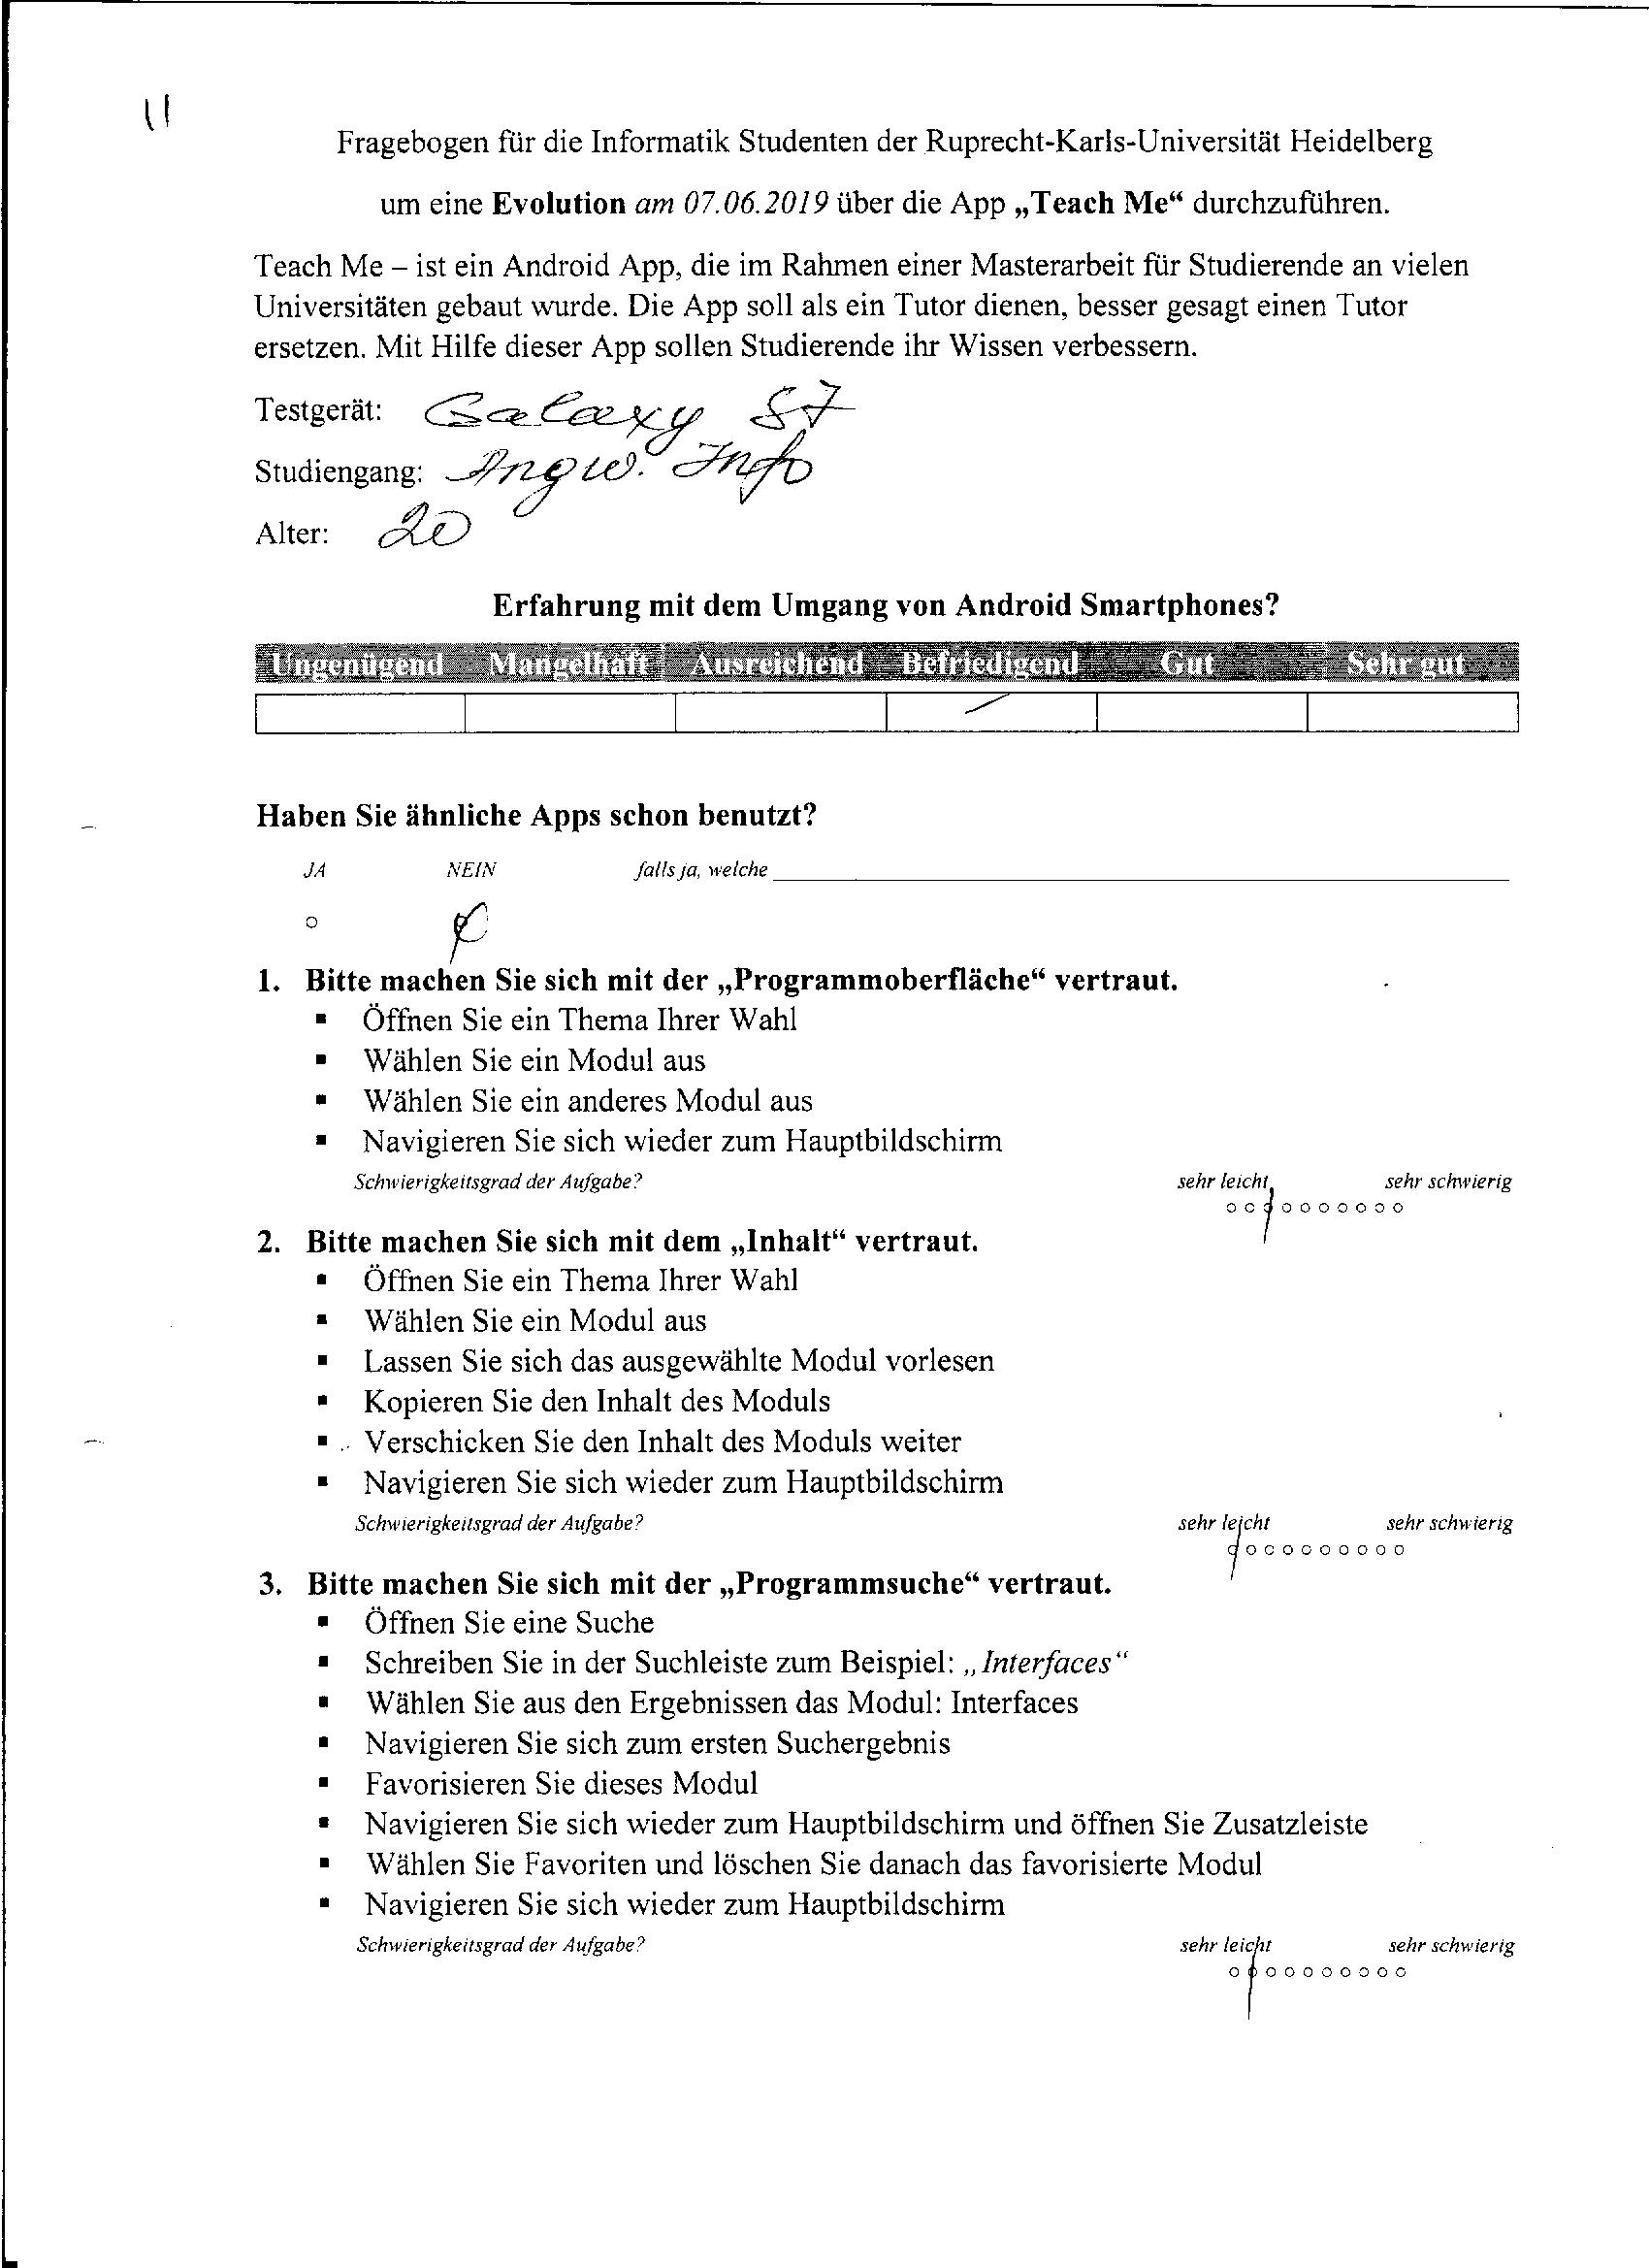 11
Fragebogen für die Informatik Studenten der Ruprecht-Karls-Universität Heidelberg
um eine Evolution am 07.06.2019 über die App „Teach Me“ durchzuführen.
Teach Me – ist ein Android App, die im Rahmen einer Masterarbeit für Studierende an vielen
Universitäten gebaut wurde. Die App soll als ein Tutor dienen, besser gesagt einen Tutor
ersetzen. Mit Hilfe dieser App sollen Studierende ihr Wissen verbessern.
Testgerät: Galaxy S7
Studiengang: Angw. Info
Alter: 20
Erfahrung mit dem Umgang von Android Smartphones?
Ungenügend Mangelhaft Ausreichend Befriedigend Gut Sehr gut
Haben Sie ähnliche Apps schon benutzt?
JA NEIN falls ja, welche
1. Bitte machen Sie sich mit der „Programmoberfläche“ vertraut.
▪ Öffnen Sie ein Thema Ihrer Wahl
▪ Wählen Sie ein Modul aus
▪ Wählen Sie ein anderes Modul aus
▪ Navigieren Sie sich wieder zum Hauptbildschirm
Schwierigkeitsgrad der Aufgabe? sehr leicht sehr schwierig
2. Bitte machen Sie sich mit dem „Inhalt“ vertraut.
▪ Öffnen Sie ein Thema Ihrer Wahl
▪ Wählen Sie ein Modul aus
▪ Lassen Sie sich das ausgewählte Modul vorlesen
▪ Kopieren Sie den Inhalt des Moduls
▪ Verschicken Sie den Inhalt des Moduls weiter
▪ Navigieren Sie sich wieder zum Hauptbildschirm
Schwierigkeitsgrad der Aufgabe? sehr leicht sehr schwierig
3. Bitte machen Sie sich mit der „Programmsuche“ vertraut.
▪ Öffnen Sie eine Suche
▪ Schreiben Sie in der Suchleiste zum Beispiel: „Interfaces“
▪ Wählen Sie aus den Ergebnissen das Modul: Interfaces
▪ Navigieren Sie sich zum ersten Suchergebnis
▪ Favorisieren Sie dieses Modul
▪ Navigieren Sie sich wieder zum Hauptbildschirm und öffnen Sie Zusatzleiste
▪ Wählen Sie Favoriten und löschen Sie danach das favorisierte Modul
▪ Navigieren Sie sich wieder zum Hauptbildschirm
Schwierigkeitsgrad der Aufgabe? sehr leicht sehr schwierig